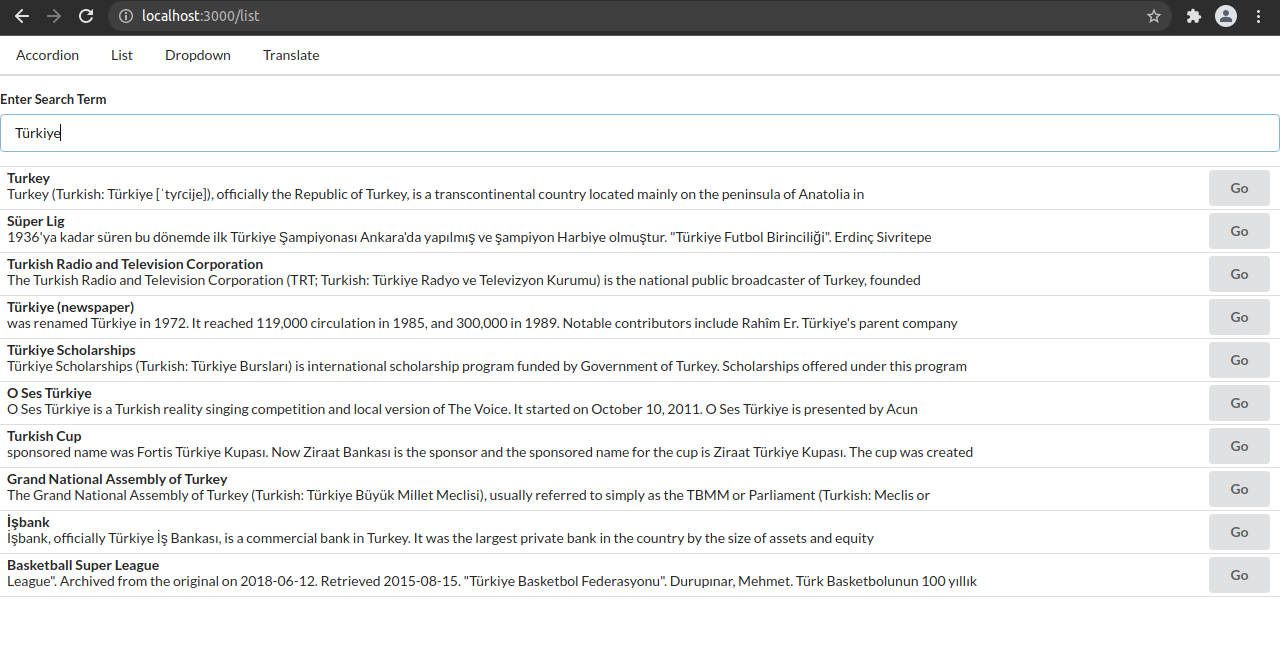 localhost:3000/list
Accordion List Dropdown Translate
Enter Search Term
Türkiye
Turkey
Turkey (Turkish: Türkiye [ˈtyɾcije]), officially the Republic of Turkey, is a transcontinental country located mainly on the peninsula of Anatolia in
Go
Süper Lig
1936'ya kadar süren bu dönemde ilk Türkiye Şampiyonası Ankara'da yapılmış ve şampiyon Harbiye olmuştur. "Türkiye Futbol Birinciliği". Erdinç Sivritepe
Go
Turkish Radio and Television Corporation
The Turkish Radio and Television Corporation (TRT; Turkish: Türkiye Radyo ve Televizyon Kurumu) is the national public broadcaster of Turkey, founded
Go
Türkiye (newspaper)
was renamed Türkiye in 1972. It reached 119,000 circulation in 1985, and 300,000 in 1989. Notable contributors include Rahîm Er. Türkiye's parent company
Go
Türkiye Scholarships
Türkiye Scholarships (Turkish: Türkiye Bursları) is international scholarship program funded by Government of Turkey. Scholarships offered under this program
Go
O Ses Türkiye
O Ses Türkiye is a Turkish reality singing competition and local version of The Voice. It started on October 10, 2011. O Ses Türkiye is presented by Acun
Go
Turkish Cup
sponsored name was Fortis Türkiye Kupası. Now Ziraat Bankası is the sponsor and the sponsored name for the cup is Ziraat Türkiye Kupası. The cup was created
Go
Grand National Assembly of Turkey
The Grand National Assembly of Turkey (Turkish: Türkiye Büyük Millet Meclisi), usually referred to simply as the TBMM or Parliament (Turkish: Meclis or
Go
İşbank
İşbank, officially Türkiye İş Bankası, is a commercial bank in Turkey. It was the largest private bank in the country by the size of assets and equity
Go
Basketball Super League
League". Archived from the original on 2018-06-12. Retrieved 2015-08-15. "Türkiye Basketbol Federasyonu". Durupınar, Mehmet. Türk Basketbolunun 100 yıllık
Go